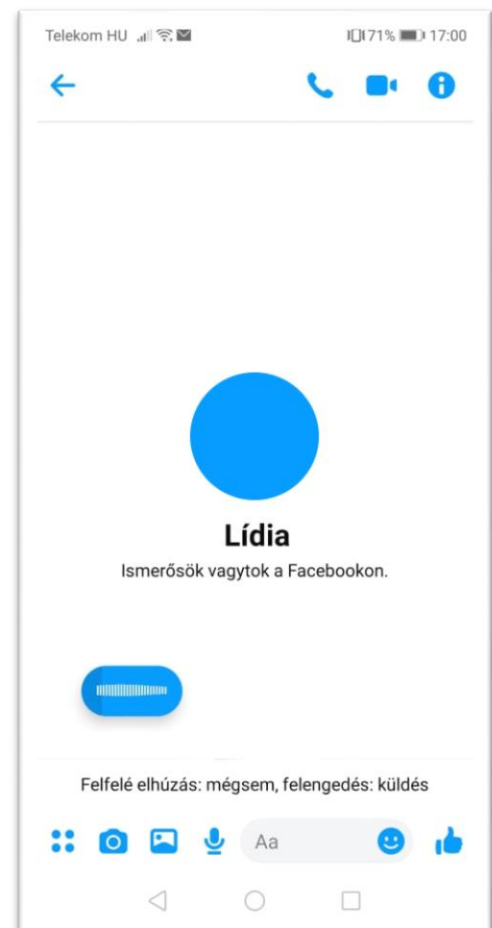 Telekom HU 71% 17:00
Lídia
Ismerősök vagytok a Facebookon.
Felfelé elhúzás: mégsem, felengedés: küldés
Aa